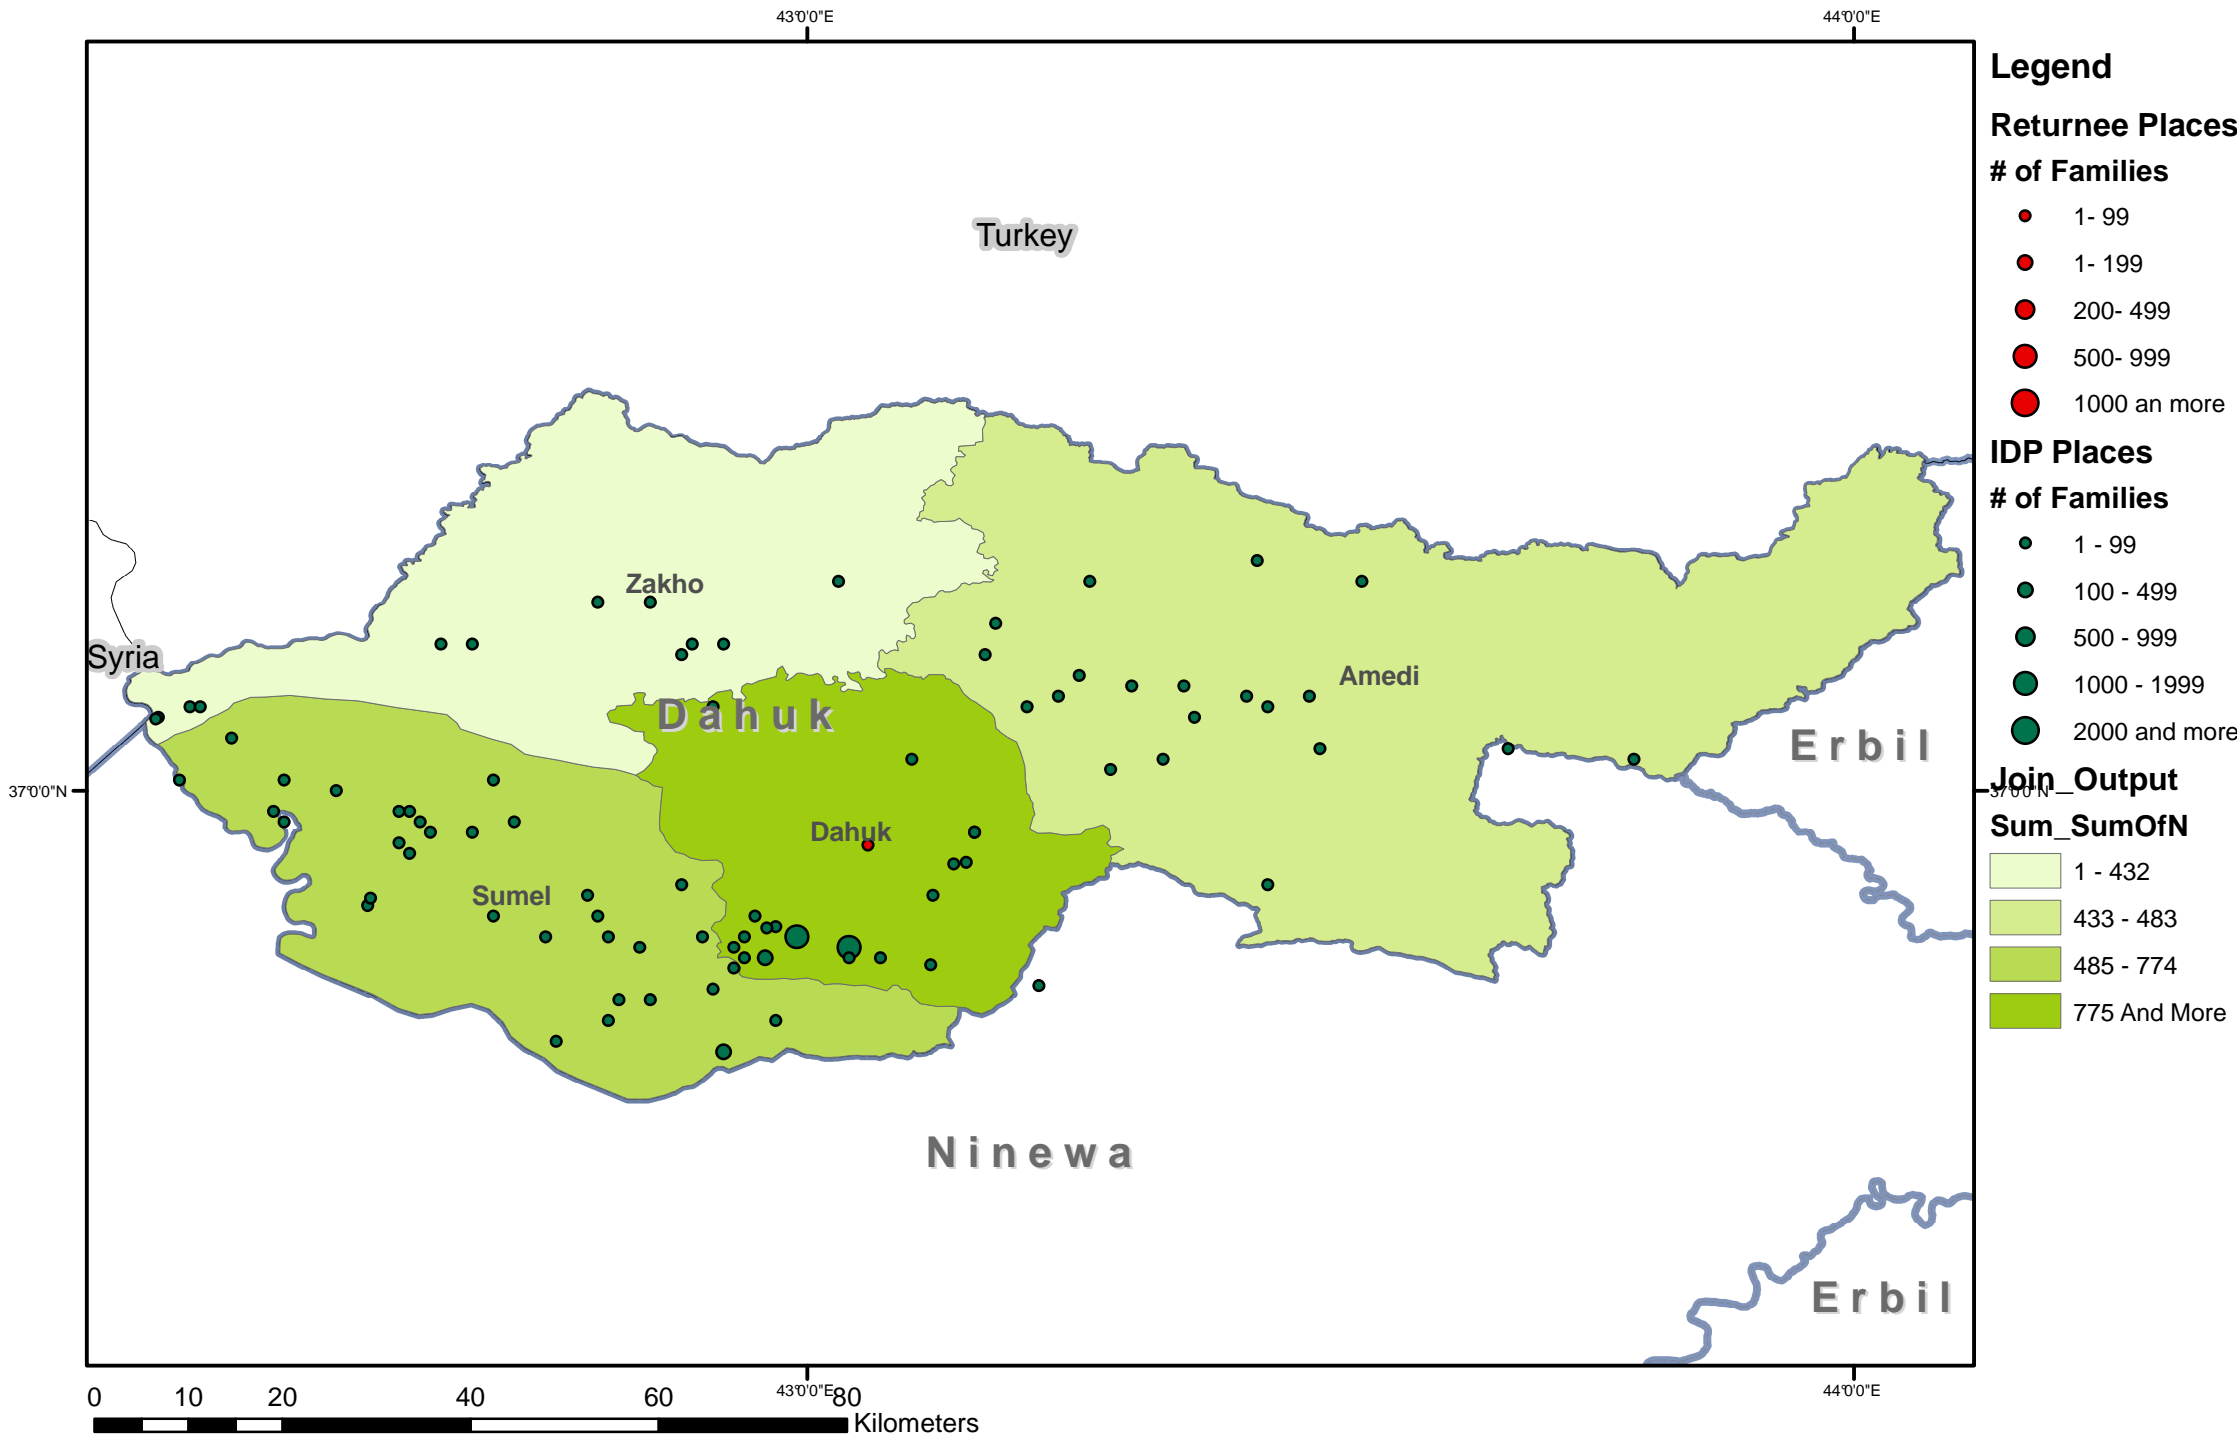 43°0'0"E
44°0'0"E
Legend
Returnee Places
# of Families
1- 99
1- 199
200- 499
500- 999
1000 an more
IDP Places
# of Families
1 - 99
100 - 499
500 - 999
1000 - 1999
2000 and more
Join_Output
Sum_SumOfN
1 - 432
433 - 483
485 - 774
775 And More
Turkey
Syria
Zakho
Amedi
Dahuk
Erbil
37°0'0"N
37°0'0"N
Dahuk
Sumel
Ninewa
Erbil
0 10 20 40 60 80
Kilometers
43°0'0"E
44°0'0"E